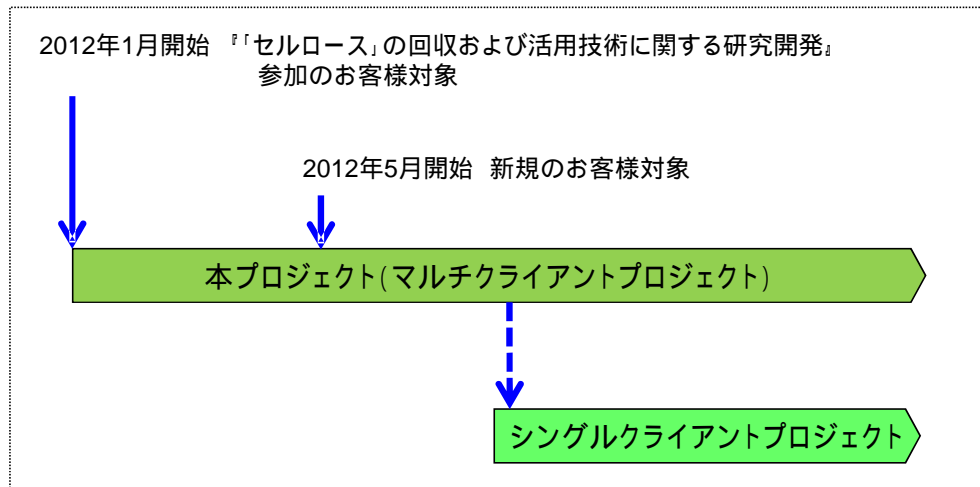 2012年1月開始 『「セルロース」の回収および活用技術に関する研究開発』
参加のお客様対象
2012年5月開始 新規のお客様対象
本プロジェクト(マルチクライアントプロジェクト)
シングルクライアントプロジェクト